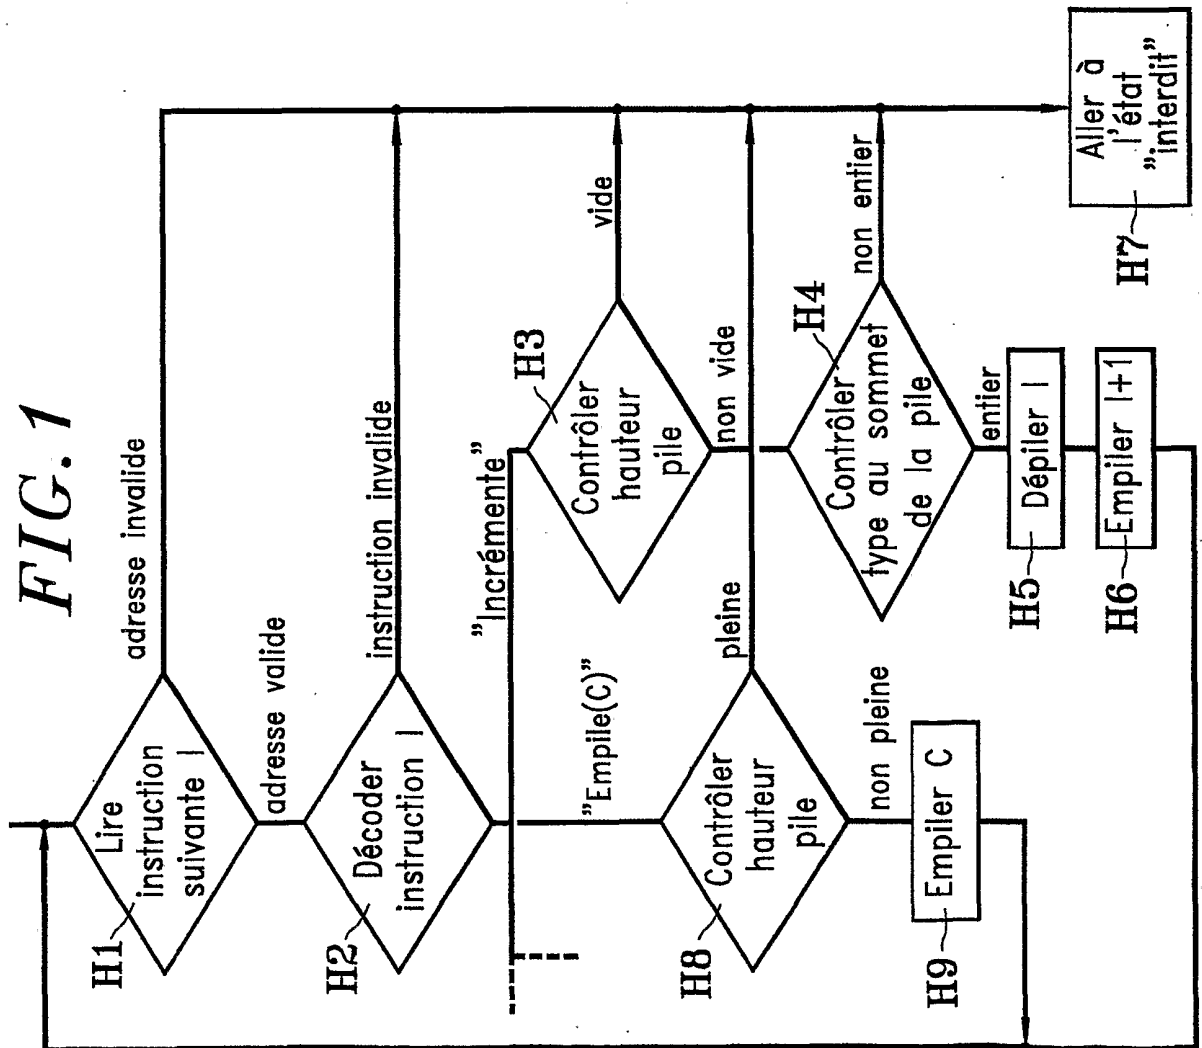 FIG.1
H1
Lire
instruction
suivante I
adresse invalide
adresse valide
H2
Décoder
instruction I
instruction invalide
"Incrémente"
"Empile(C)"
H3
Contrôler
hauteur
pile
vide
non vide
H8
Contrôler
hauteur
pile
pleine
non pleine
H4
Contrôler
type au sommet
de la pile
non entier
entier
H9
Empiler C
H5
Dépiler I
H6
Empiler I+1
H7
Aller à
l'état
"interdit"